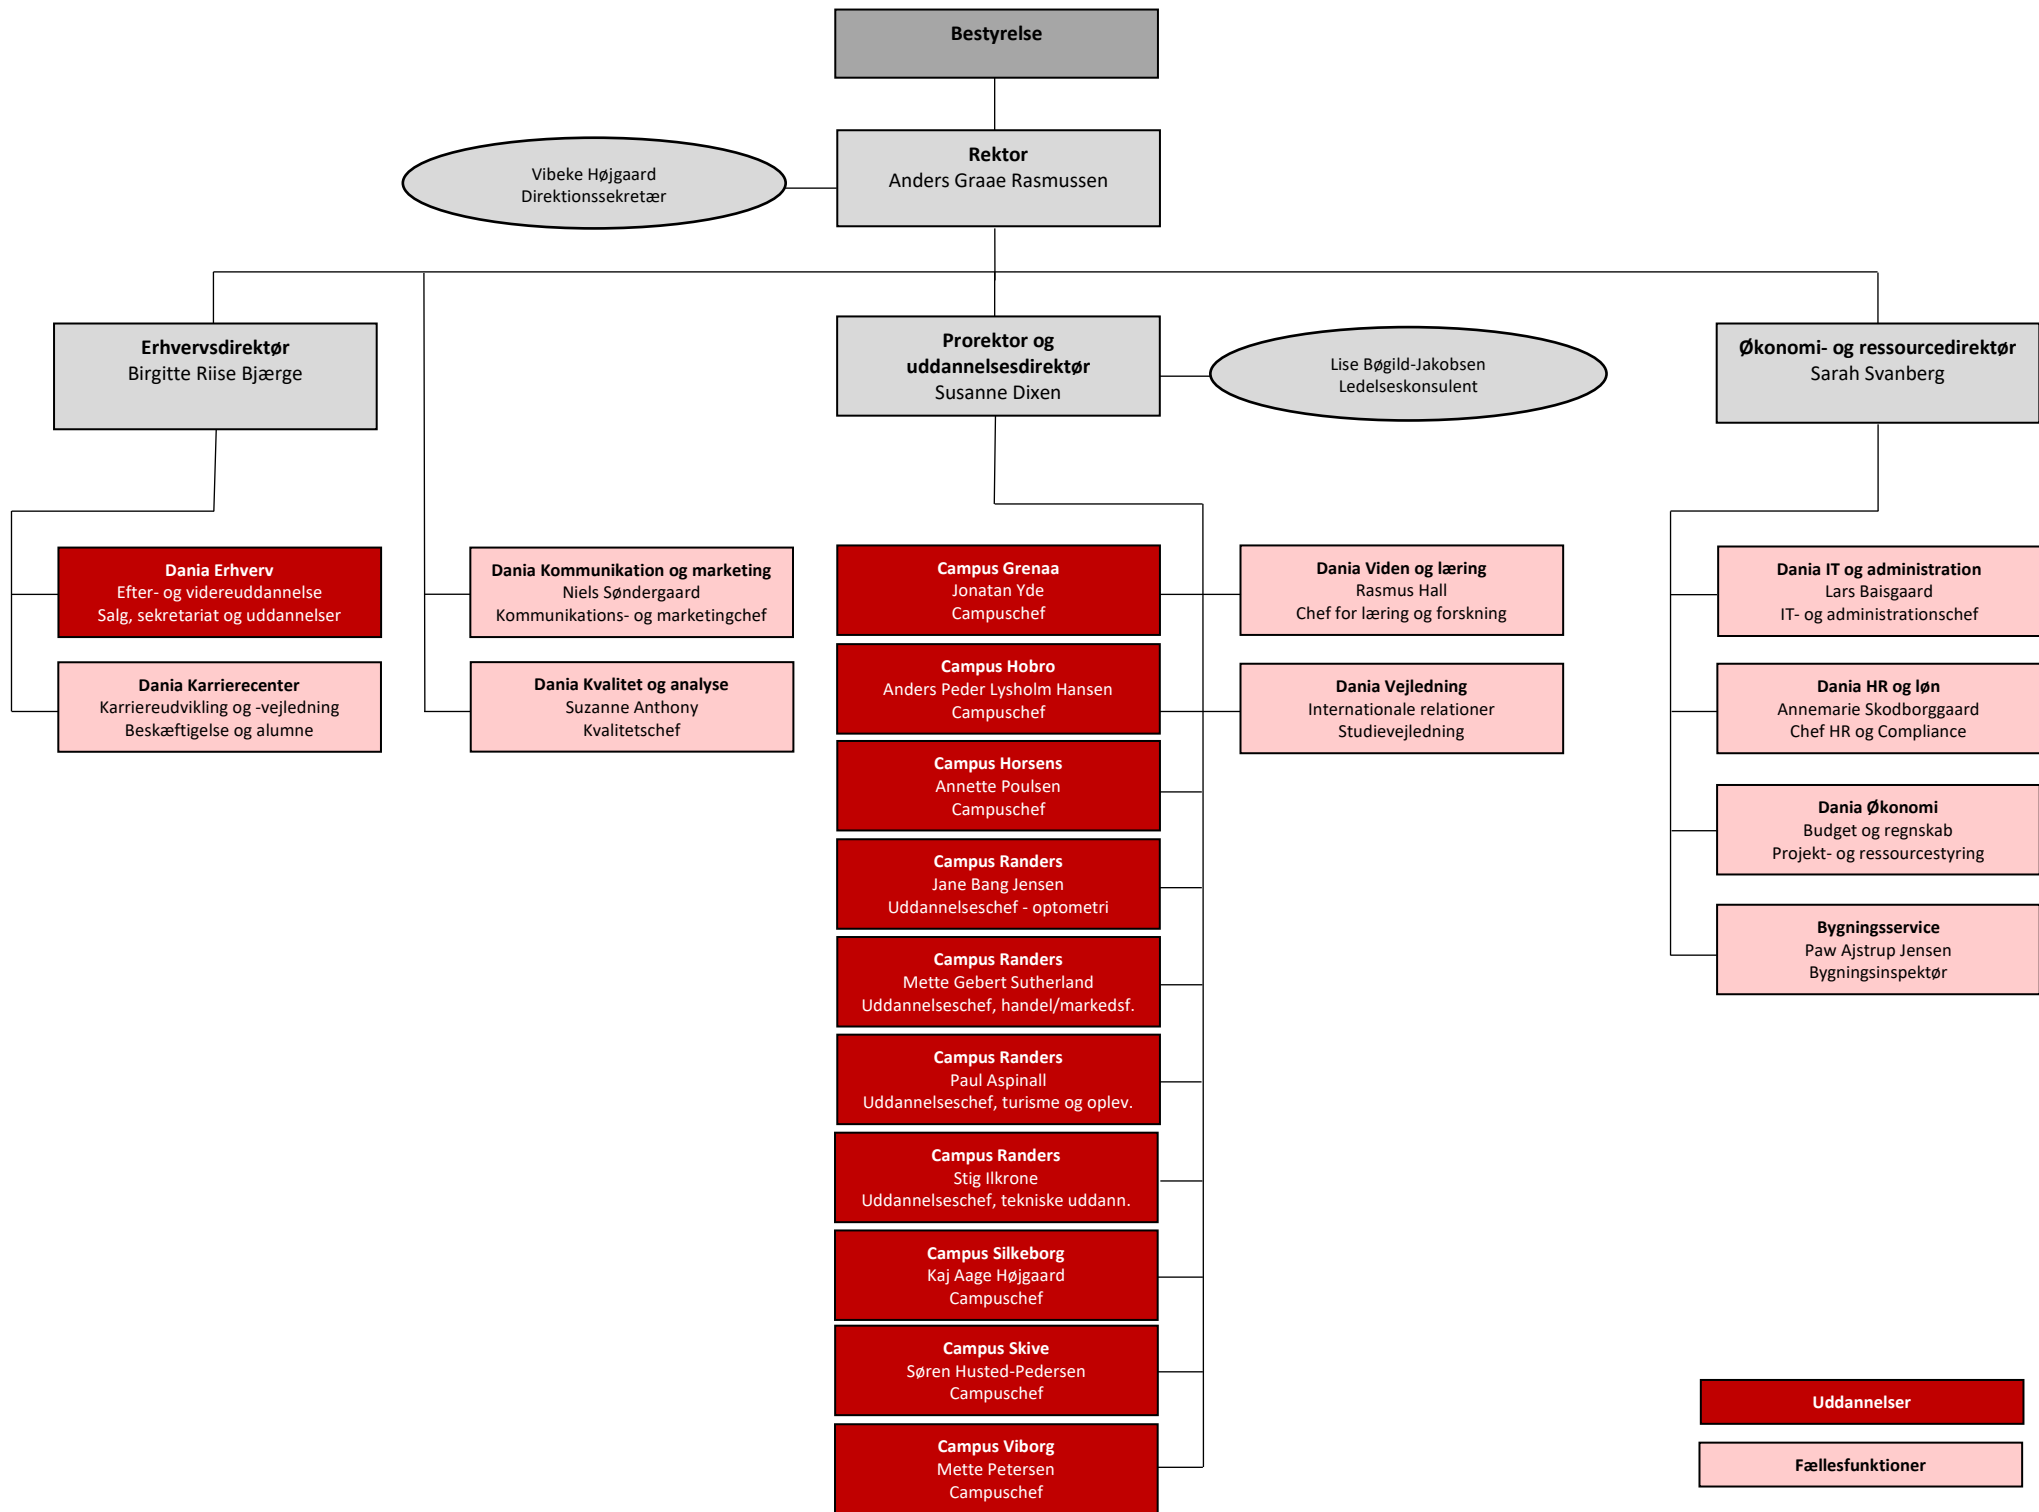 Bestyrelse
Rektor
Anders Graae Rasmussen
Vibeke Højgaard
Direktionssekretær
Erhvervsdirektør
Birgitte Riise Bjærge
Prorektor og
uddannelsesdirektør
Susanne Dixen
Lise Bøgild-Jakobsen
Ledelseskonsulent
Økonomi- og ressourcedirektør
Sarah Svanberg
Dania Erhverv
Efter- og videreuddannelse
Salg, sekretariat og uddannelser
Dania Karrierecenter
Karriereudvikling og -vejledning
Beskæftigelse og alumne
Dania Kommunikation og marketing
Niels Søndergaard
Kommunikations- og marketingchef
Dania Kvalitet og analyse
Suzanne Anthony
Kvalitetschef
Campus Grenaa
Jonatan Yde
Campuschef
Campus Hobro
Anders Peder Lysholm Hansen
Campuschef
Campus Horsens
Annette Poulsen
Campuschef
Campus Randers
Jane Bang Jensen
Uddannelseschef - optometri
Campus Randers
Mette Gebert Sutherland
Uddannelseschef, handel/markedsf.
Campus Randers
Paul Aspinall
Uddannelseschef, turisme og oplev.
Campus Randers
Stig Ilkrone
Uddannelseschef, tekniske uddann.
Campus Silkeborg
Kaj Aage Højgaard
Campuschef
Campus Skive
Søren Husted-Pedersen
Campuschef
Campus Viborg
Mette Petersen
Campuschef
Dania Viden og læring
Rasmus Hall
Chef for læring og forskning
Dania Vejledning
Internationale relationer
Studievejledning
Dania IT og administration
Lars Baisgaard
IT- og administrationschef
Dania HR og løn
Annemarie Skodborggaard
Chef HR og Compliance
Dania Økonomi
Budget og regnskab
Projekt- og ressourcestyring
Bygningsservice
Paw Ajstrup Jensen
Bygningsinspektør
Uddannelser
Fællesfunktioner